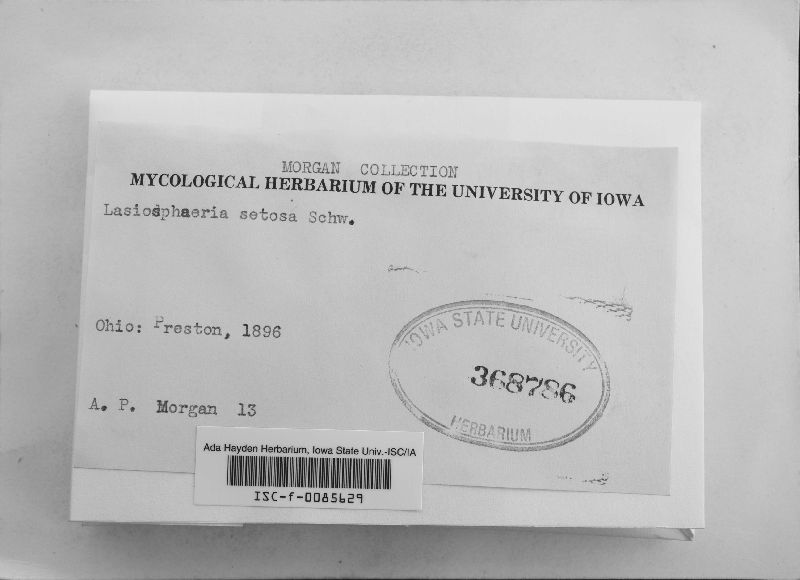 MORGAN COLLECTION
MYCOLOGICAL HERBARIUM OF THE UNIVERSITY OF IOWA
Lasiosphaeria setosa Schw.
Ohio: Preston, 1896
A. P. Morgan 13
IOWA STATE UNIVERSITY
368786
HERBARIUM
Ada Hayden Herbarium, Iowa State Univ.-ISC/IA
ISC-f-0085629